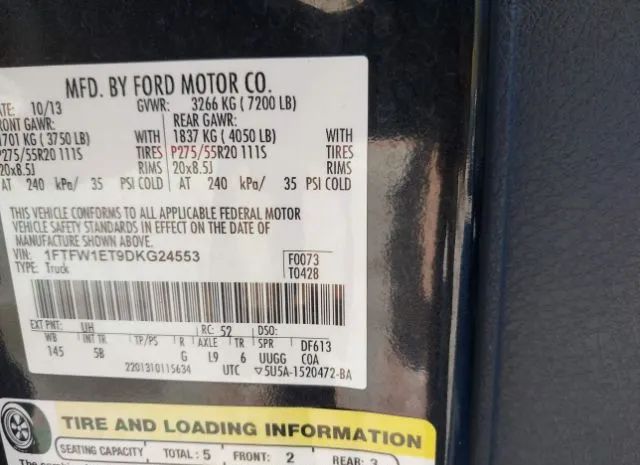 MFD. BY FORD MOTOR CO.
ATE: 10/13 GVWR: 3266 KG ( 7200 LB)
RONT GAWR: REAR GAWR:
1701 KG ( 3750 LB) WITH 1837 KG ( 4050 LB) WITH
P275/55R20 111S TIRES P275/55R20 111S TIRES
20x8.5J RIMS 20x8.5J RIMS
AT 240 kPa/ 35 PSI COLD AT 240 kPa/ 35 PSI COLD
THIS VEHICLE CONFORMS TO ALL APPLICABLE FEDERAL MOTOR
VEHICLE SAFETY STANDARDS IN EFFECT ON THE DATE OF
MANUFACTURE SHOWN ABOVE.
VIN: 1FTFW1ET9DKG24553 F0073
TYPE: Truck T0428
EXT PNT: UH RC: 52 DSO:
WB INT TR TP/PS R AXLE TR SPR DF613
145 5B G L9 6 UUGG COA
2201310115634 UTC ▽5U5A-1520472-BA
TIRE AND LOADING INFORMATION
SEATING CAPACITY TOTAL: 5 FRONT: 2 REAR: 3